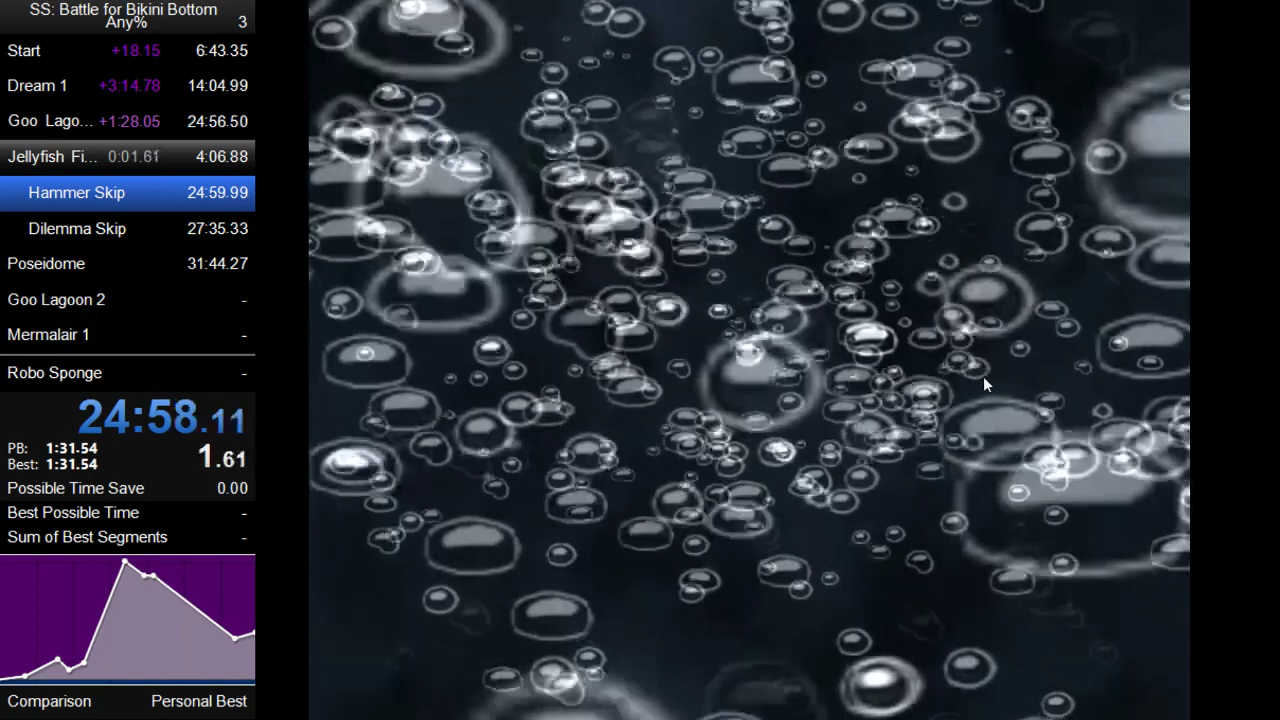 SS: Battle for Bikini Bottom
Any% 3
Start +18.15 6:43.35
Dream 1 +3:14.78 14:04.99
Goo Lago... +1:28.05 24:56.50
Jellyfish Fi... 0:01.61 4:06.88
Hammer Skip 24:59.99
Dilemma Skip 27:35.33
Poseidome 31:44.27
Goo Lagoon 2 -
Mermalair 1 -
Robo Sponge -
24:58.11
PB: 1:31.54
Best: 1:31.54
1.61
Possible Time Save 0.00
Best Possible Time -
Sum of Best Segments -
Comparison Personal Best